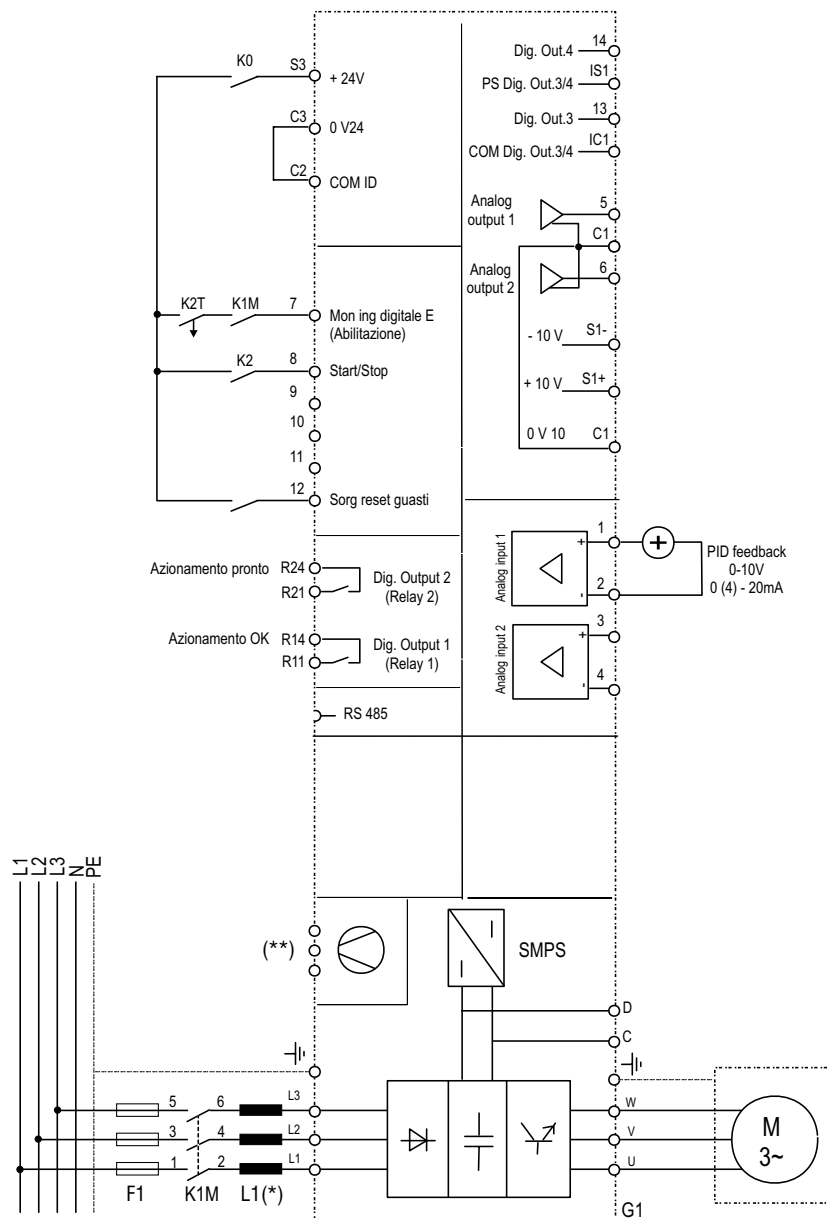 K0
S3
+ 24V
C3
0 V24
C2
COM ID
K2T
K1M
7
Mon ing digitale E
(Abilitazione)
K2
8
Start/Stop
9
10
11
12
Sorg reset guasti
Azionamento pronto
R24
R21
Dig. Output 2
(Relay 2)
Azionamento OK
R14
R11
Dig. Output 1
(Relay 1)
RS 485
Dig. Out.4
14
PS Dig. Out.3/4
IS1
Dig. Out.3
13
COM Dig. Out.3/4
IC1
Analog
output 1
5
C1
Analog
output 2
6
- 10 V
S1-
+ 10 V
S1+
0 V 10
C1
Analog input 1
+
-
1
2
+
PID feedback
0-10V
0 (4) - 20mA
Analog input 2
+
-
3
4
L1
L2
L3
N
PE
(**)
SMPS
D
C
5
6
L3
W
3
4
L2
V
1
2
L1
U
F1
K1M
L1(*)
M
3~
G1